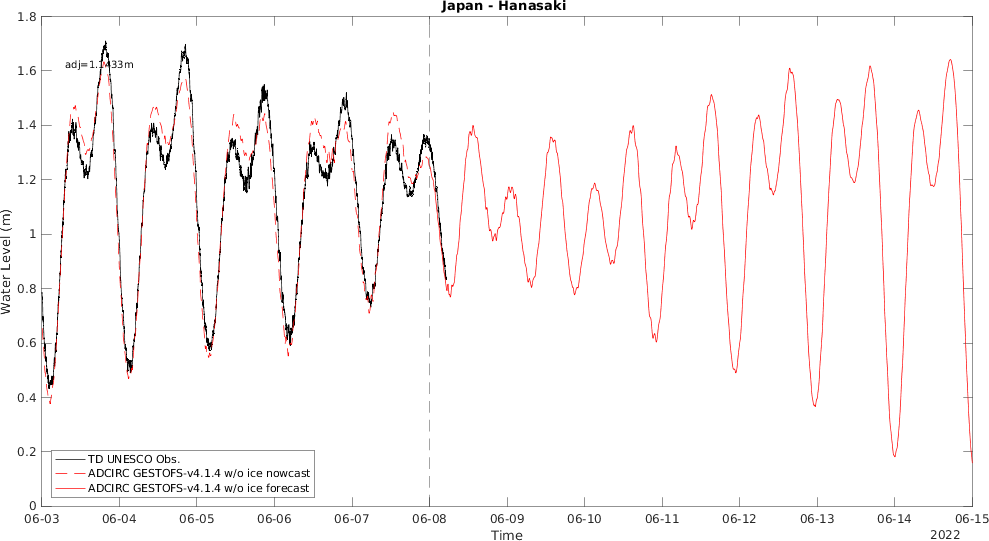 Japan - Hanasaki
1.8
1.6
1.4
1.2
1
0.8
0.6
0.4
0.2
0
Water Level (m)
TD UNESCO Obs.
ADCIRC GESTOFS-v4.1.4 w/o ice nowcast
ADCIRC GESTOFS-v4.1.4 w/o ice forecast
06-03 06-04 06-05 06-06 06-07 06-08 06-09 06-10 06-11 06-12 06-13 06-14 06-15
Time
2022